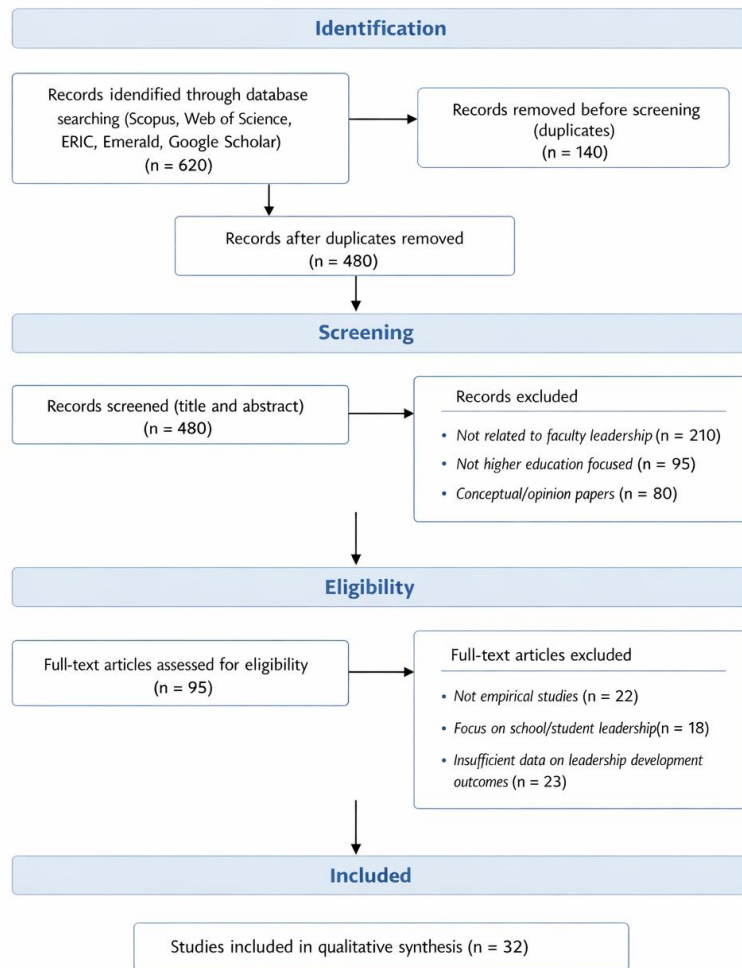 Identification
Records idendified through database
searching (Scopus, Web of Science,
ERIC, Emerald, Google Scholar)
(n = 620)
Records removed before screening
(duplicates)
(n = 140)
Records after duplicates removed
(n = 480)
Screening
Records screened (title and abstract)
(n = 480)
Records excluded
• Not related to faculty leadership (n = 210)
• Not higher education focused (n = 95)
• Conceptual/opinion papers (n = 80)
Eligibility
Full-text articles assessed for eligibility
(n = 95)
Full-text articles excluded
• Not empirical studies (n = 22)
• Focus on school/student leadership(n = 18)
• Insufficient data on leadership development
outcomes (n = 23)
Included
Studies included in qualitative synthesis (n = 32)